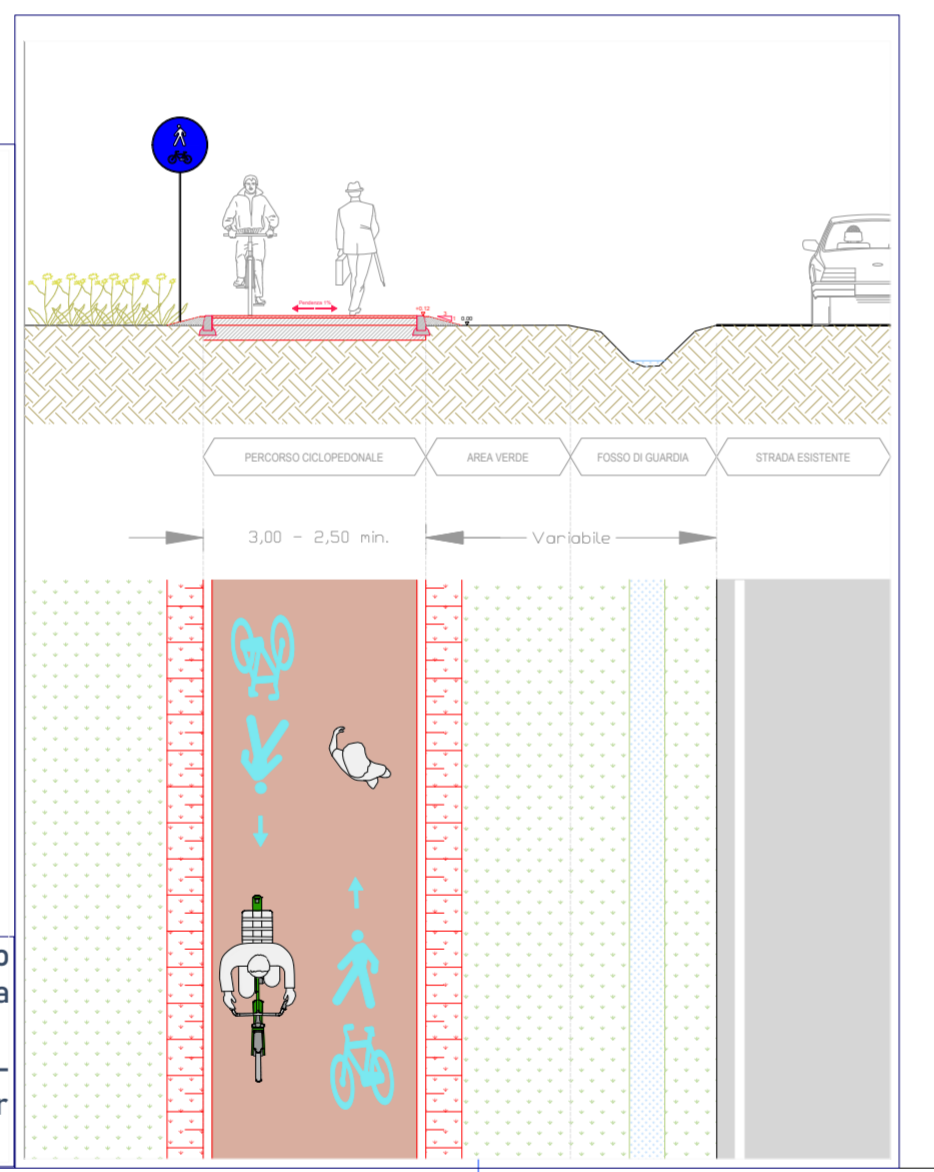 Pendenza 1%
+0.12
0.00
PERCORSO CICLOPEDONALE
AREA VERDE
FOSSO DI GUARDIA
STRADA ESISTENTE
3,00 - 2,50 min.
Variabile
o
a
r